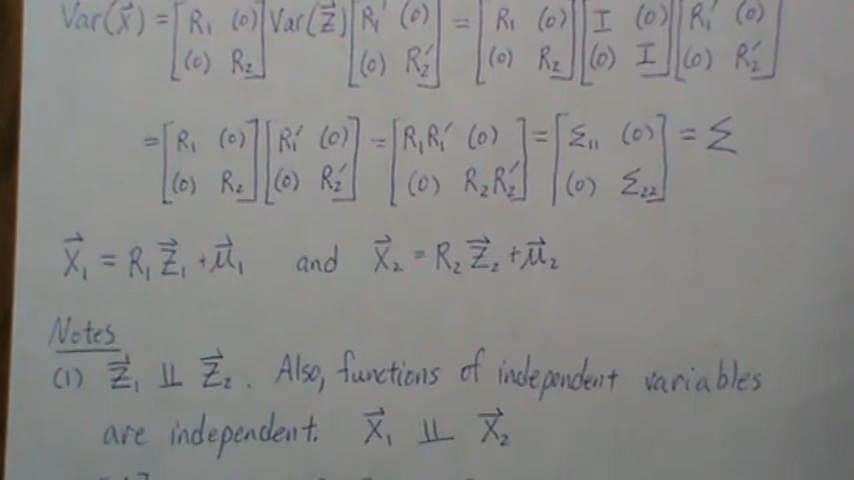 Var(X⃗) = [R₁ (0); (0) R₂] Var(Z⃗) [R₁′ (0); (0) R₂′] = [R₁ (0); (0) R₂] [I (0); (0) I] [R₁′ (0); (0) R₂′]
= [R₁ (0); (0) R₂] [R₁′ (0); (0) R₂′] = [R₁R₁′ (0); (0) R₂R₂′] = [Σ₁₁ (0); (0) Σ₂₂] = Σ
X⃗₁ = R₁Z⃗₁ + μ⃗₁ and X⃗₂ = R₂Z⃗₂ + μ⃗₂
Notes
(1) Z⃗₁ ⫫ Z⃗₂. Also, functions of independent variables
are independent. X⃗₁ ⫫ X⃗₂